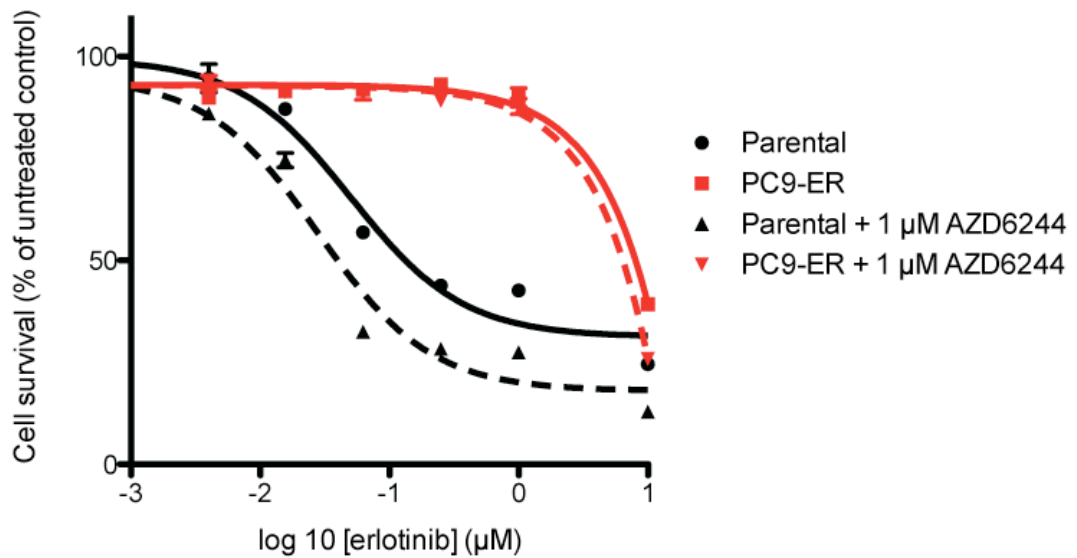 Cell survival (% of untreated control)
100
50
0
-3
-2
-1
0
1
log 10 [erlotinib] (µM)
Parental
PC9-ER
Parental + 1 µM AZD6244
PC9-ER + 1 µM AZD6244